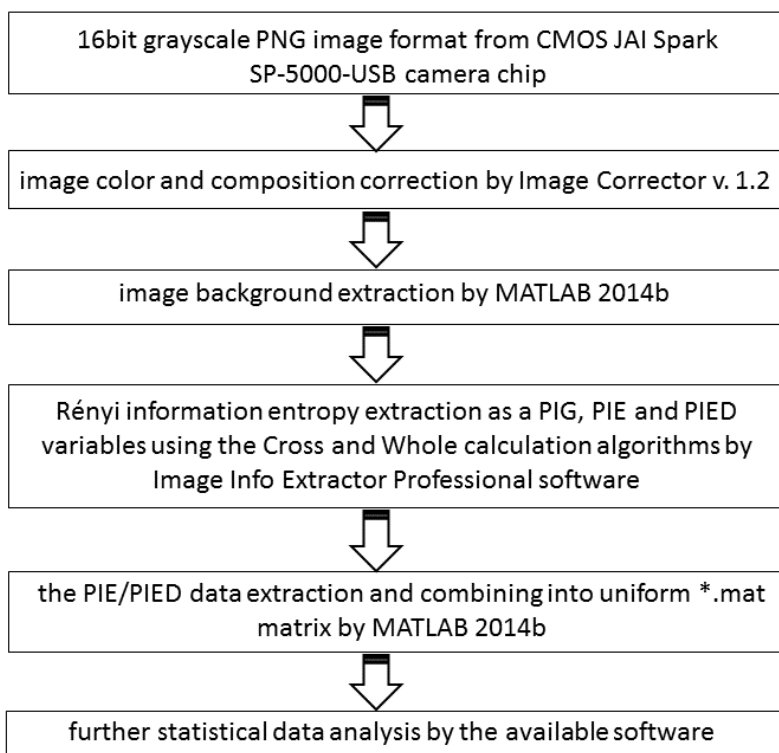 16bit grayscale PNG image format from CMOS JAI Spark
SP-5000-USB camera chip
image color and composition correction by Image Corrector v. 1.2
image background extraction by MATLAB 2014b
Rényi information entropy extraction as a PIG, PIE and PIED
variables using the Cross and Whole calculation algorithms by
Image Info Extractor Professional software
the PIE/PIED data extraction and combining into uniform *.mat
matrix by MATLAB 2014b
further statistical data analysis by the available software